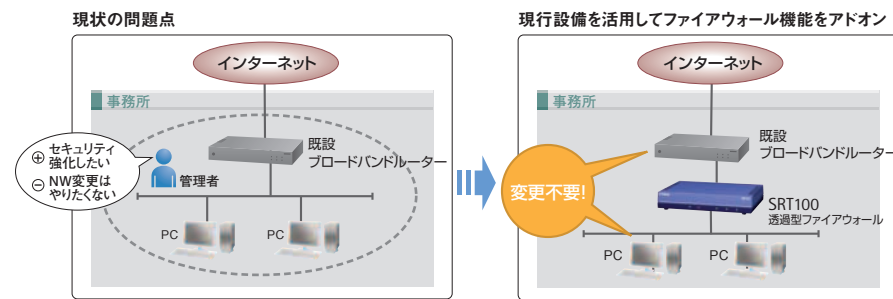 現状の問題点
インターネット
事務所
既設
ブロードバンドルーター
⊕ セキュリティ
強化したい
⊖ NW変更は
やりたくない
管理者
PC
PC
現行設備を活用してファイアウォール機能をアドオン
インターネット
事務所
既設
ブロードバンドルーター
変更不要!
SRT100
透過型ファイアウォール
PC
PC